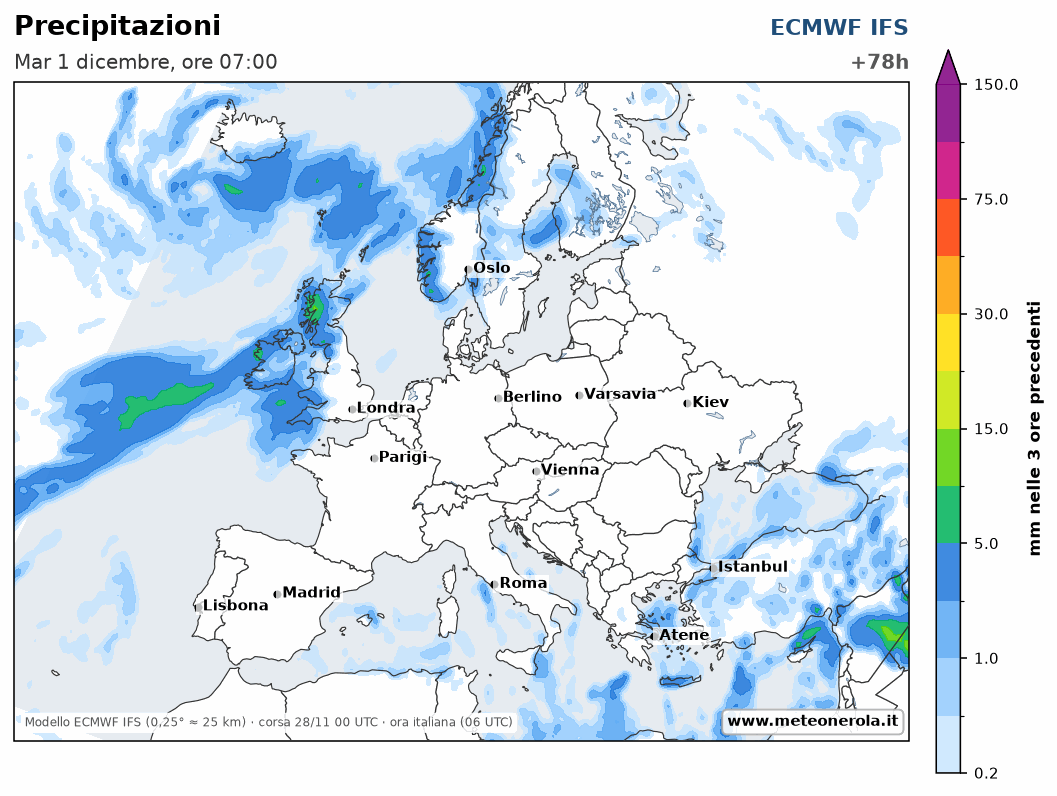 Precipitazioni
ECMWF IFS
Mar 1 dicembre, ore 07:00
+78h
150.0
75.0
30.0
15.0
5.0
1.0
0.2
mm nelle 3 ore precedenti
Oslo
Berlino
Varsavia
Kiev
Londra
Parigi
Vienna
Istanbul
Roma
Madrid
Lisbona
Atene
Modello ECMWF IFS (0,25° ≈ 25 km) · corsa 28/11 00 UTC · ora italiana (06 UTC)
www.meteonerola.it